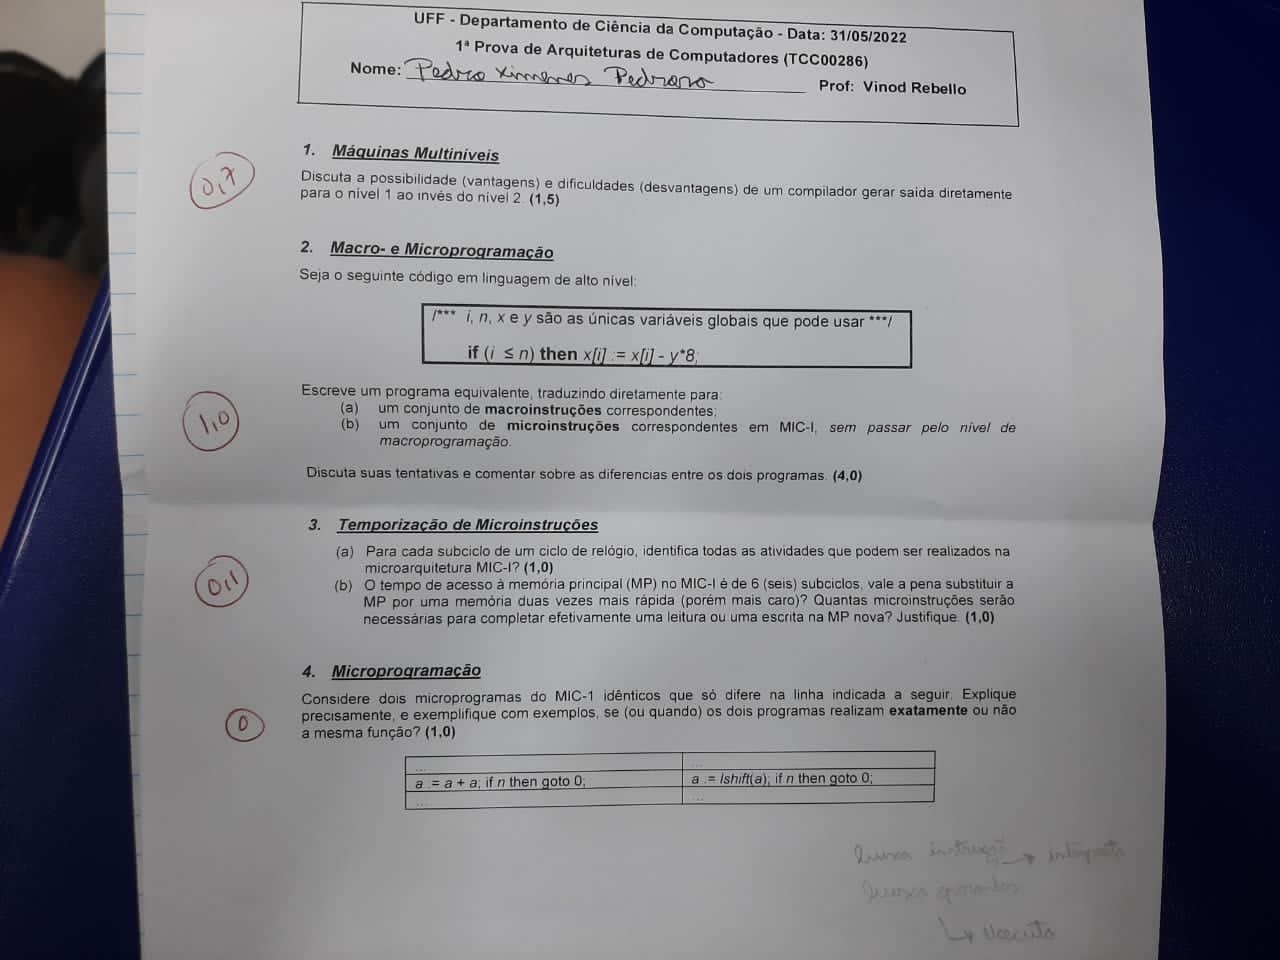 UFF - Departamento de Ciência da Computação - Data: 31/05/2022
1ª Prova de Arquiteturas de Computadores (TCC00286)
Nome: Pedro Ximenes Pedroso Prof: Vinod Rebello
1. Máquinas Multiníveis
0,7
Discuta a possibilidade (vantagens) e dificuldades (desvantagens) de um compilador gerar saída diretamente
para o nível 1 ao invés do nível 2. (1,5)
2. Macro- e Microprogramação
Seja o seguinte código em linguagem de alto nível:
/*** i, n, x e y são as únicas variáveis globais que pode usar ***/
if (i ≤ n) then x[i] := x[i] - y*8;
Escreve um programa equivalente, traduzindo diretamente para:
(a) um conjunto de macroinstruções correspondentes;
1,0
(b) um conjunto de microinstruções correspondentes em MIC-I, sem passar pelo nível de
macroprogramação.
Discuta suas tentativas e comentar sobre as diferencias entre os dois programas. (4,0)
3. Temporização de Microinstruções
(a) Para cada subciclo de um ciclo de relógio, identifica todas as atividades que podem ser realizados na
microarquitetura MIC-I? (1,0)
0,1
(b) O tempo de acesso à memória principal (MP) no MIC-I é de 6 (seis) subciclos, vale a pena substituir a
MP por uma memória duas vezes mais rápida (porém mais caro)? Quantas microinstruções serão
necessárias para completar efetivamente uma leitura ou uma escrita na MP nova? Justifique. (1,0)
4. Microprogramação
Considere dois microprogramas do MIC-1 idênticos que só difere na linha indicada a seguir. Explique
0
precisamente, e exemplifique com exemplos, se (ou quando) os dois programas realizam exatamente ou não
a mesma função? (1,0)
... ...
a := a + a; if n then goto 0; a := lshift(a); if n then goto 0;
... ...
busca instrução → interpreta
busca operandos
↳ executa